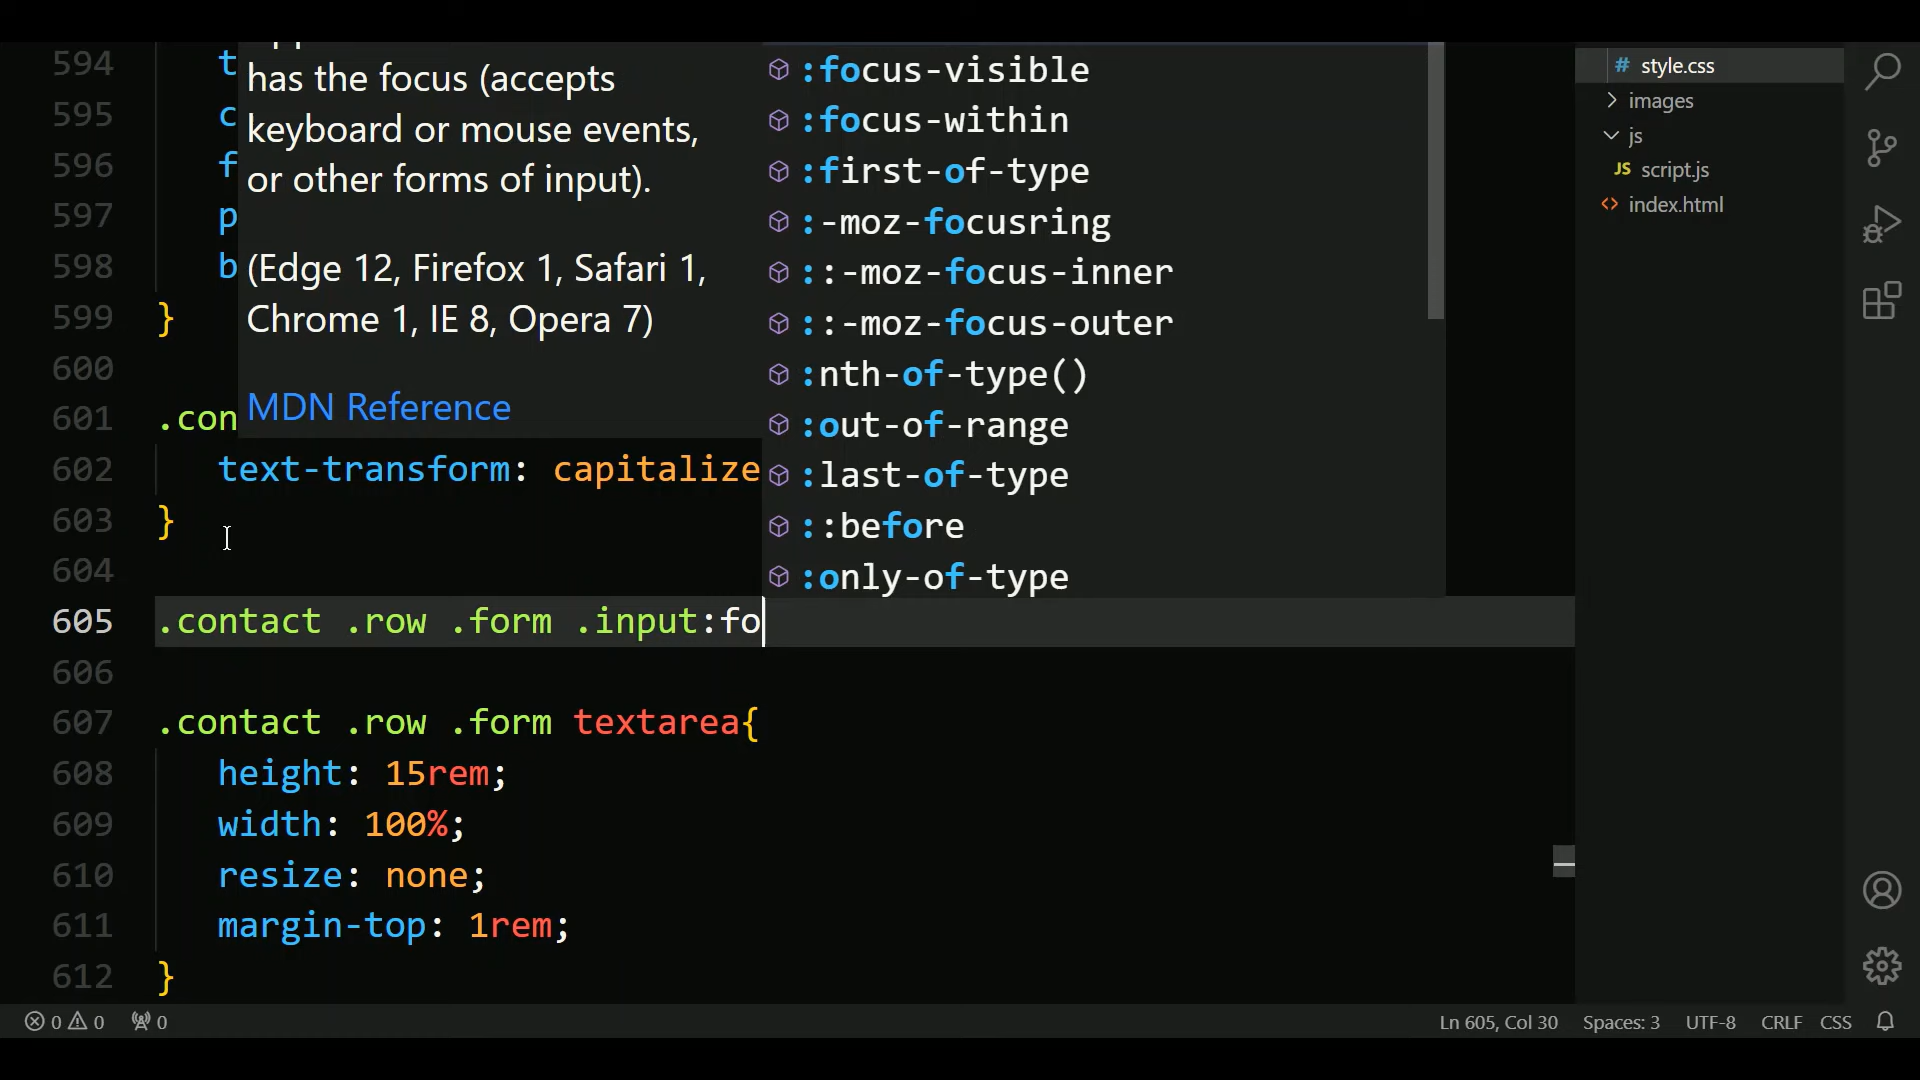 594 t
595 c
596 f
597 p
598 b
599 }
600
601 .con
602 text-transform: capitalize
603 }
604
605 .contact .row .form .input:fo
606
607 .contact .row .form textarea{
608 height: 15rem;
609 width: 100%;
610 resize: none;
611 margin-top: 1rem;
612 }
has the focus (accepts
keyboard or mouse events,
or other forms of input).
(Edge 12, Firefox 1, Safari 1,
Chrome 1, IE 8, Opera 7)
MDN Reference
:focus-visible
:focus-within
:first-of-type
:-moz-focusring
::-moz-focus-inner
::-moz-focus-outer
:nth-of-type()
:out-of-range
:last-of-type
::before
:only-of-type
# style.css
images
js
JS script.js
<> index.html
0 0 0
Ln 605, Col 30 Spaces: 3 UTF-8 CRLF CSS